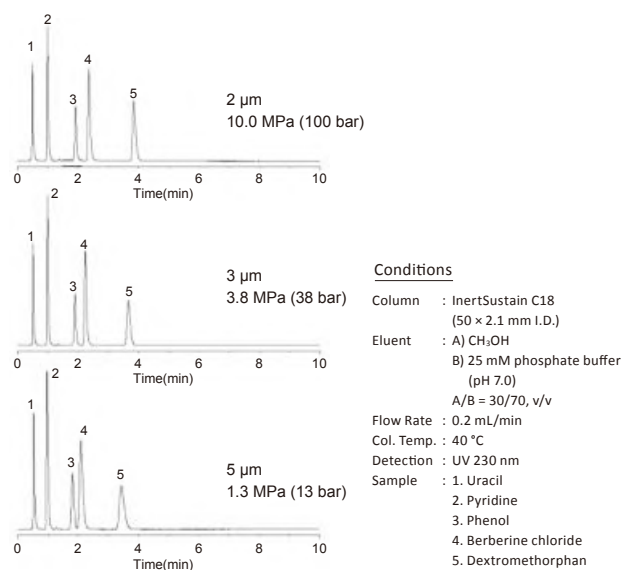 1
2
3
4
5
2 µm
10.0 MPa (100 bar)
0 2 4 6 8 10
Time(min)
1
2
3
4
5
3 µm
3.8 MPa (38 bar)
0 2 4 6 8 10
Time(min)
1
2
3
4
5
5 µm
1.3 MPa (13 bar)
0 2 4 6 8 10
Time(min)
Conditions
Column : InertSustain C18
(50 × 2.1 mm I.D.)
Eluent : A) CH₃OH
B) 25 mM phosphate buffer
(pH 7.0)
A/B = 30/70, v/v
Flow Rate : 0.2 mL/min
Col. Temp. : 40 °C
Detection : UV 230 nm
Sample : 1. Uracil
2. Pyridine
3. Phenol
4. Berberine chloride
5. Dextromethorphan